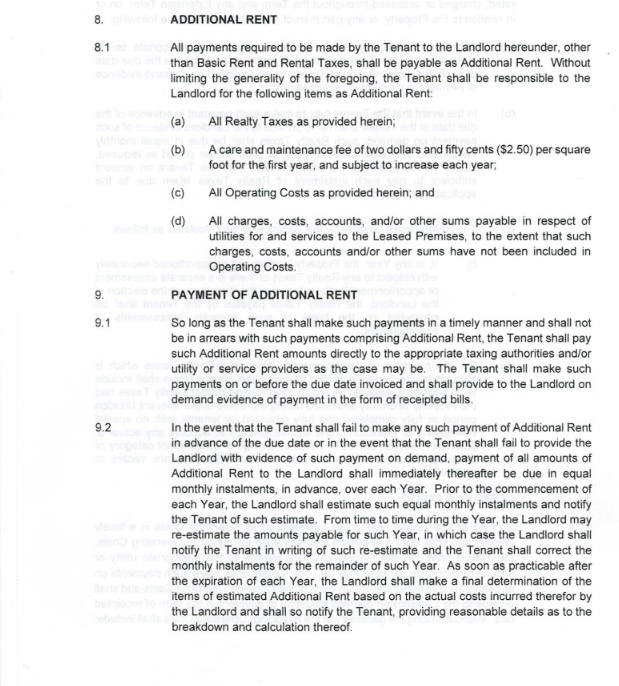 8. ADDITIONAL RENT
8.1 All payments required to be made by the Tenant to the Landlord hereunder, other
than Basic Rent and Rental Taxes, shall be payable as Additional Rent. Without
limiting the generality of the foregoing, the Tenant shall be responsible to the
Landlord for the following items as Additional Rent:
(a) All Realty Taxes as provided herein;
(b) A care and maintenance fee of two dollars and fifty cents ($2.50) per square
foot for the first year, and subject to increase each year;
(c) All Operating Costs as provided herein; and
(d) All charges, costs, accounts, and/or other sums payable in respect of
utilities for and services to the Leased Premises, to the extent that such
charges, costs, accounts and/or other sums have not been included in
Operating Costs.
9. PAYMENT OF ADDITIONAL RENT
9.1 So long as the Tenant shall make such payments in a timely manner and shall not
be in arrears with such payments comprising Additional Rent, the Tenant shall pay
such Additional Rent amounts directly to the appropriate taxing authorities and/or
utility or service providers as the case may be. The Tenant shall make such
payments on or before the due date invoiced and shall provide to the Landlord on
demand evidence of payment in the form of receipted bills.
9.2 In the event that the Tenant shall fail to make any such payment of Additional Rent
in advance of the due date or in the event that the Tenant shall fail to provide the
Landlord with evidence of such payment on demand, payment of all amounts of
Additional Rent to the Landlord shall immediately thereafter be due in equal
monthly instalments, in advance, over each Year. Prior to the commencement of
each Year, the Landlord shall estimate such equal monthly instalments and notify
the Tenant of such estimate. From time to time during the Year, the Landlord may
re-estimate the amounts payable for such Year, in which case the Landlord shall
notify the Tenant in writing of such re-estimate and the Tenant shall correct the
monthly instalments for the remainder of such Year. As soon as practicable after
the expiration of each Year, the Landlord shall make a final determination of the
items of estimated Additional Rent based on the actual costs incurred therefor by
the Landlord and shall so notify the Tenant, providing reasonable details as to the
breakdown and calculation thereof.